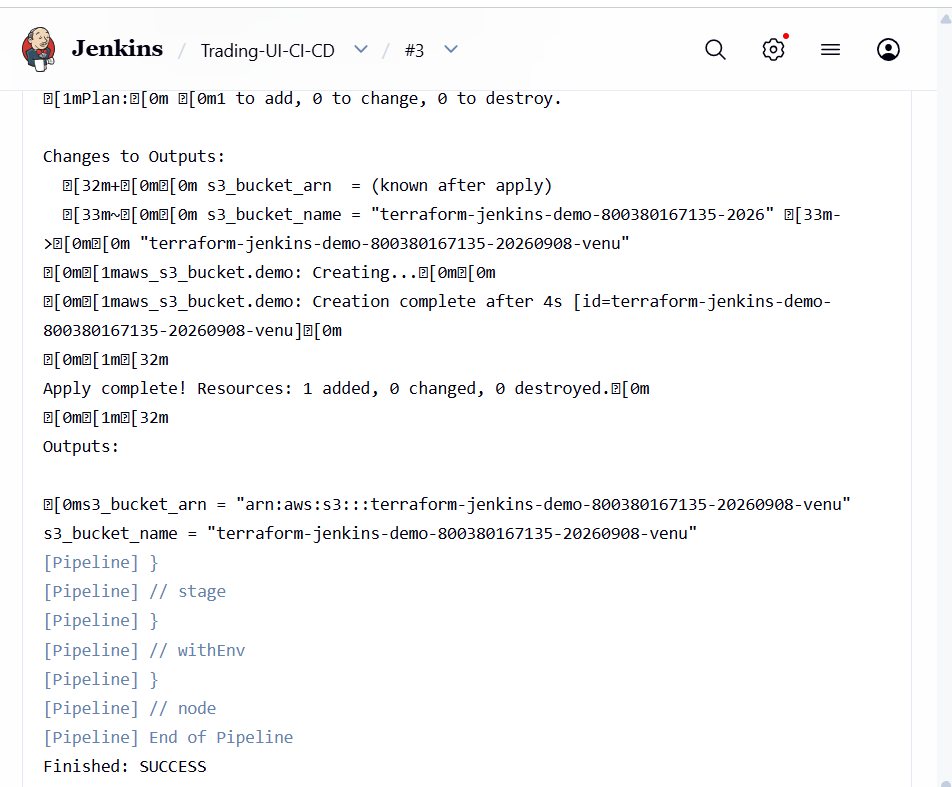 Jenkins / Trading-UI-CI-CD / #3
␛[1mPlan:␛[0m ␛[0m1 to add, 0 to change, 0 to destroy.
Changes to Outputs:
␛[32m+␛[0m␛[0m s3_bucket_arn  = (known after apply)
␛[33m~␛[0m␛[0m s3_bucket_name = "terraform-jenkins-demo-800380167135-2026" ␛[33m-
>␛[0m␛[0m "terraform-jenkins-demo-800380167135-20260908-venu"
␛[0m␛[1maws_s3_bucket.demo: Creating...␛[0m␛[0m
␛[0m␛[1maws_s3_bucket.demo: Creation complete after 4s [id=terraform-jenkins-demo-
800380167135-20260908-venu]␛[0m
␛[0m␛[1m␛[32m
Apply complete! Resources: 1 added, 0 changed, 0 destroyed.␛[0m
␛[0m␛[1m␛[32m
Outputs:
␛[0ms3_bucket_arn = "arn:aws:s3:::terraform-jenkins-demo-800380167135-20260908-venu"
s3_bucket_name = "terraform-jenkins-demo-800380167135-20260908-venu"
[Pipeline] }
[Pipeline] // stage
[Pipeline] }
[Pipeline] // withEnv
[Pipeline] }
[Pipeline] // node
[Pipeline] End of Pipeline
Finished: SUCCESS